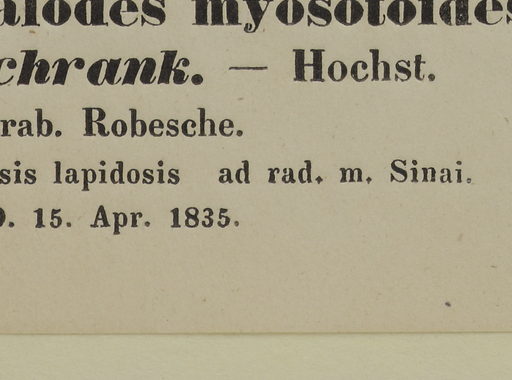 alodes myosotoides
chrank. — Hochst.
rab. Robesche.
sis lapidosis ad rad. m. Sinai.
D. 15. Apr. 1835.